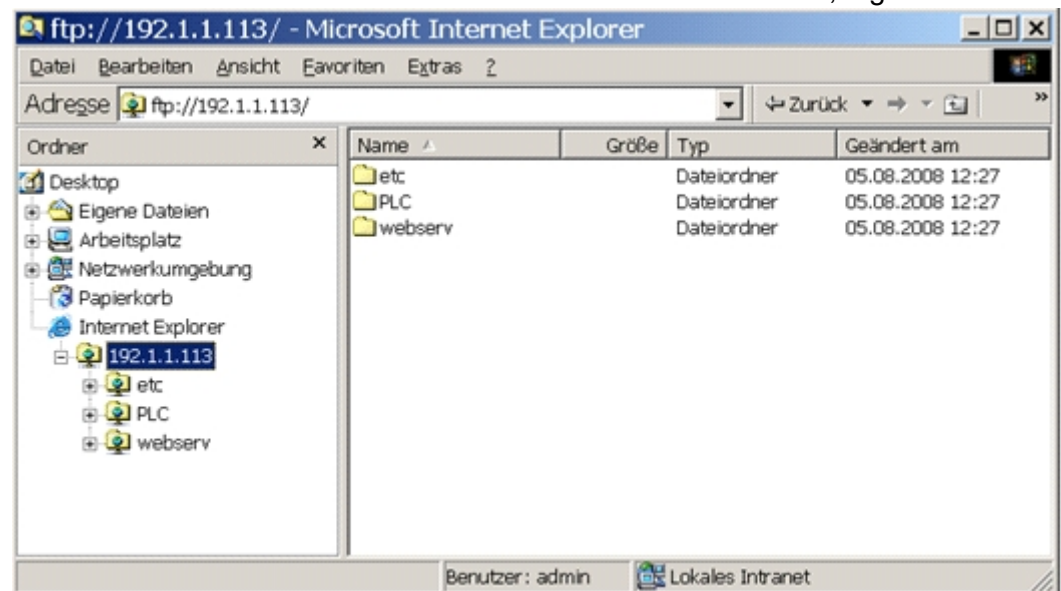 ftp://192.1.1.113/ - Microsoft Internet Explorer
Datei Bearbeiten Ansicht Favoriten Extras ?
Adresse ftp://192.1.1.113/ Zurück »
Ordner × Name Größe Typ Geändert am
Desktop
Eigene Dateien
Arbeitsplatz
Netzwerkumgebung
Papierkorb
Internet Explorer
192.1.1.113
etc
PLC
webserv
etc Dateiordner 05.08.2008 12:27
PLC Dateiordner 05.08.2008 12:27
webserv Dateiordner 05.08.2008 12:27
Benutzer: admin Lokales Intranet